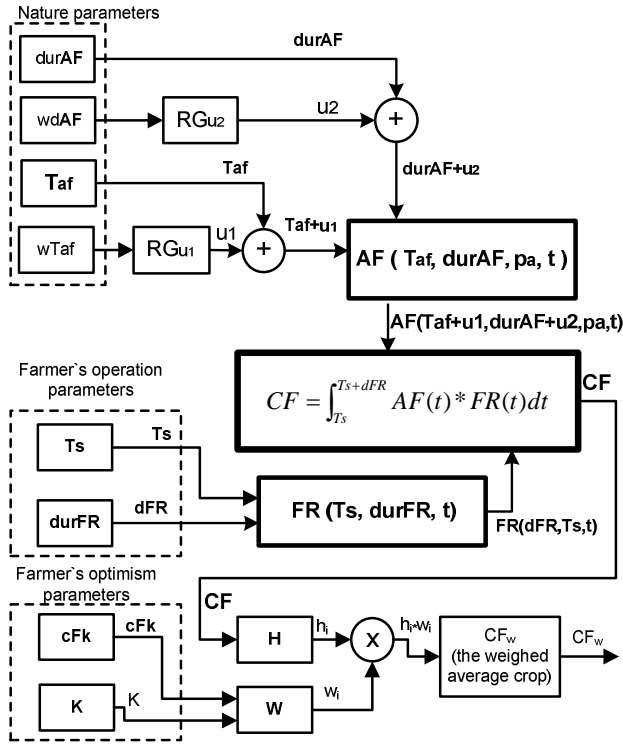 Nature parameters
durAF
durAF
wdAF
RGu2
u2
+
Taf
Taf
durAF+u2
wTaf
RGu1
u1
+
Taf+u1
AF ( Taf, durAF, pa, t )
AF(Taf+u1,durAF+u2,pa,t)
CF = ∫_{Ts}^{Ts+dFR} AF(t) * FR(t)dt
CF
Farmer`s operation
parameters
Ts
Ts
durFR
dFR
FR (Ts, durFR, t)
FR(dFR,Ts,t)
Farmer`s optimism
parameters
cFk
cFk
CF
H
hi
X
hi*wi
CFw
(the weighed
average crop)
CFw
K
K
W
wi